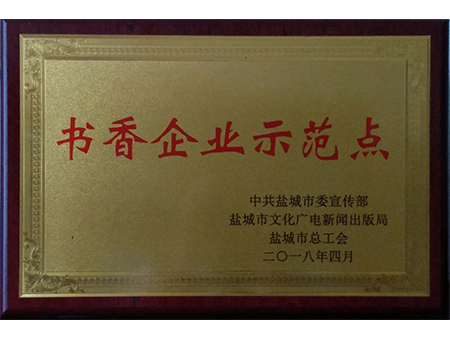 书香企业示范点
中共盐城市委宣传部
盐城市文化广电新闻出版局
盐城市总工会
二〇一八年四月